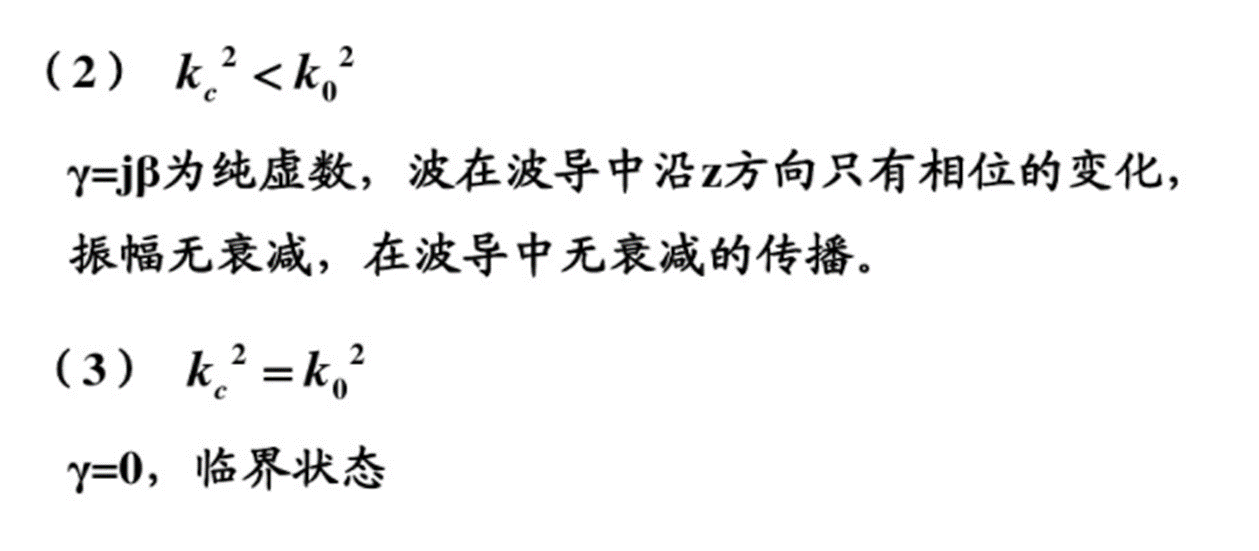 （2） k_c² < k_0²
γ=jβ为纯虚数，波在波导中沿z方向只有相位的变化，
振幅无衰减，在波导中无衰减的传播。
（3） k_c² = k_0²
γ=0，临界状态